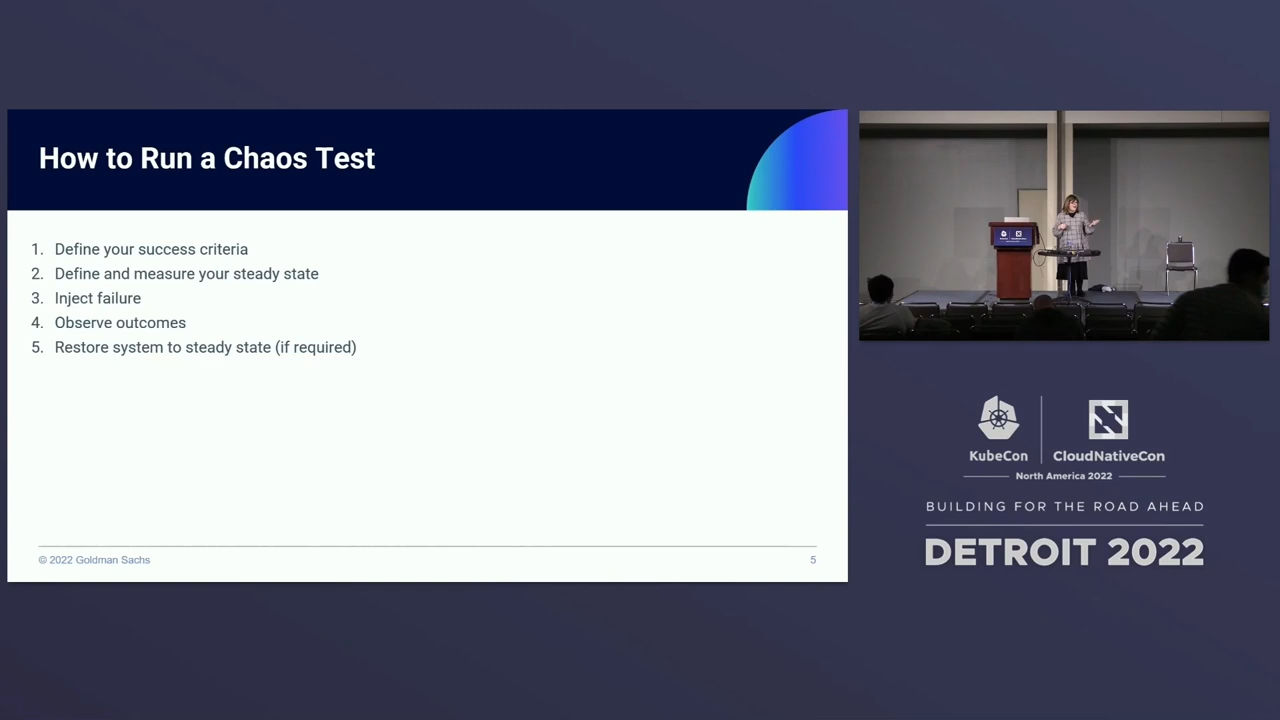 How to Run a Chaos Test
1. Define your success criteria
2. Define and measure your steady state
3. Inject failure
4. Observe outcomes
5. Restore system to steady state (if required)
© 2022 Goldman Sachs
5
KubeCon
CloudNativeCon
North America 2022
BUILDING FOR THE ROAD AHEAD
DETROIT 2022